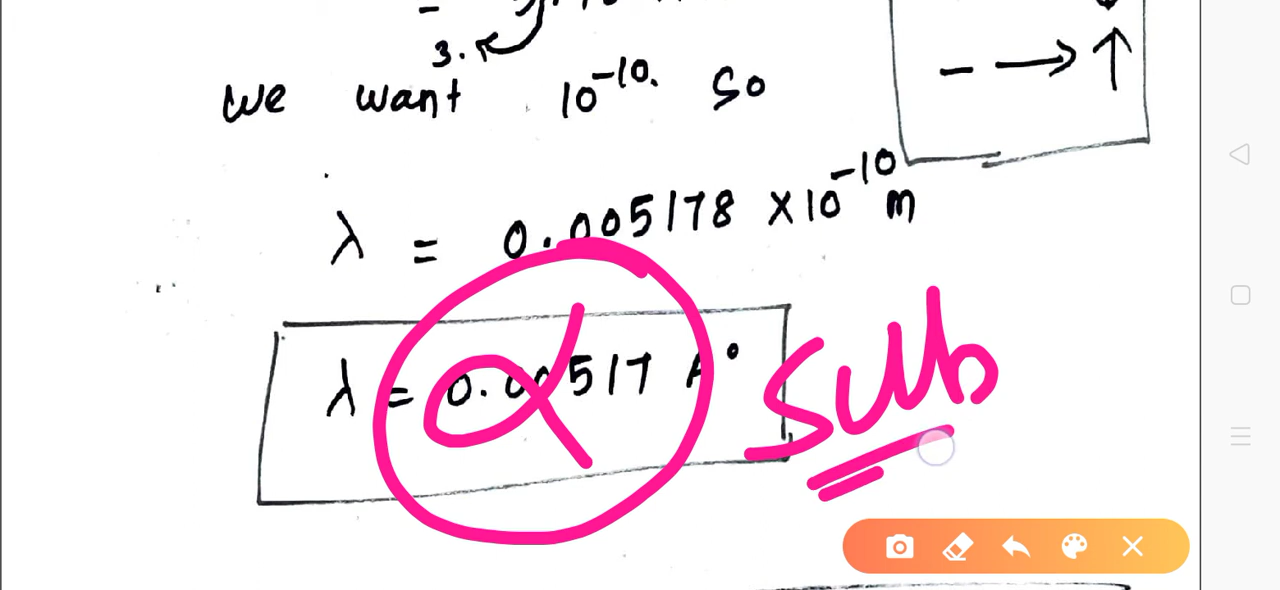 3.
we want 10⁻¹⁰. So
λ = 0.005178 ×10⁻¹⁰ m
λ = 0.00517 A°
α
sub